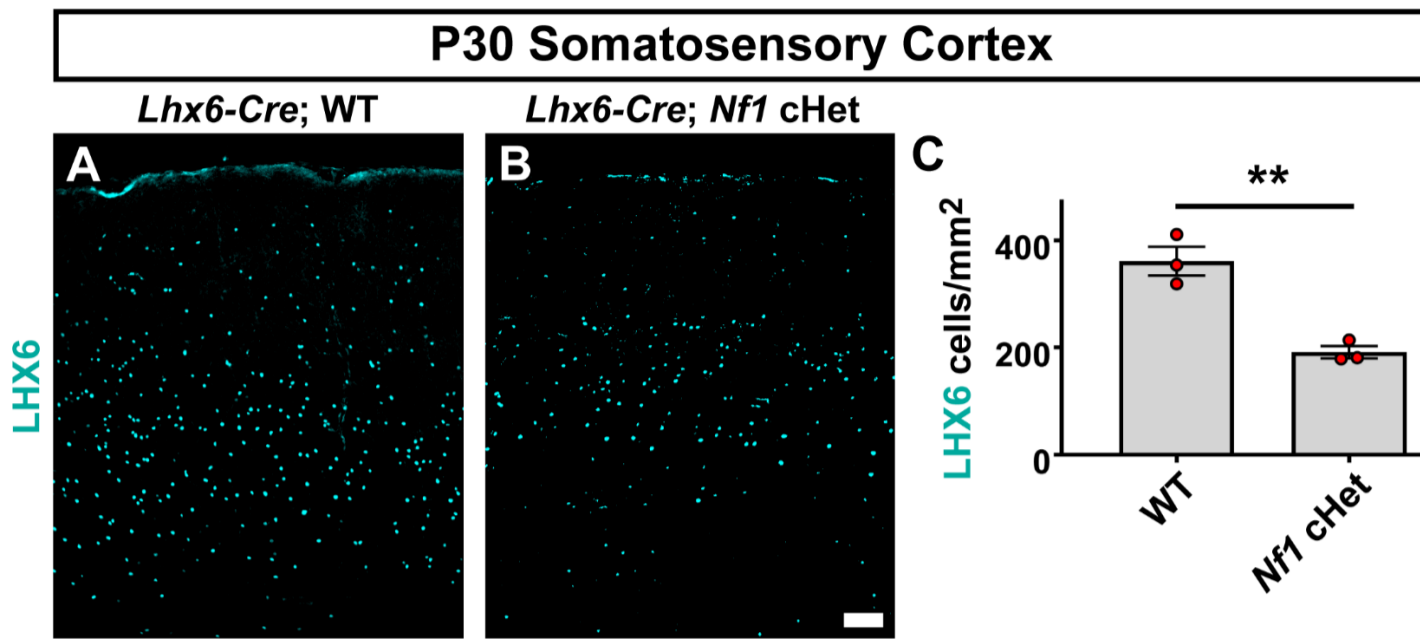 P30 Somatosensory Cortex
Lhx6-Cre; WT
Lhx6-Cre; Nf1 cHet
A
B
C
LHX6
**
LHX6 cells/mm²
400
200
0
WT
Nf1 cHet